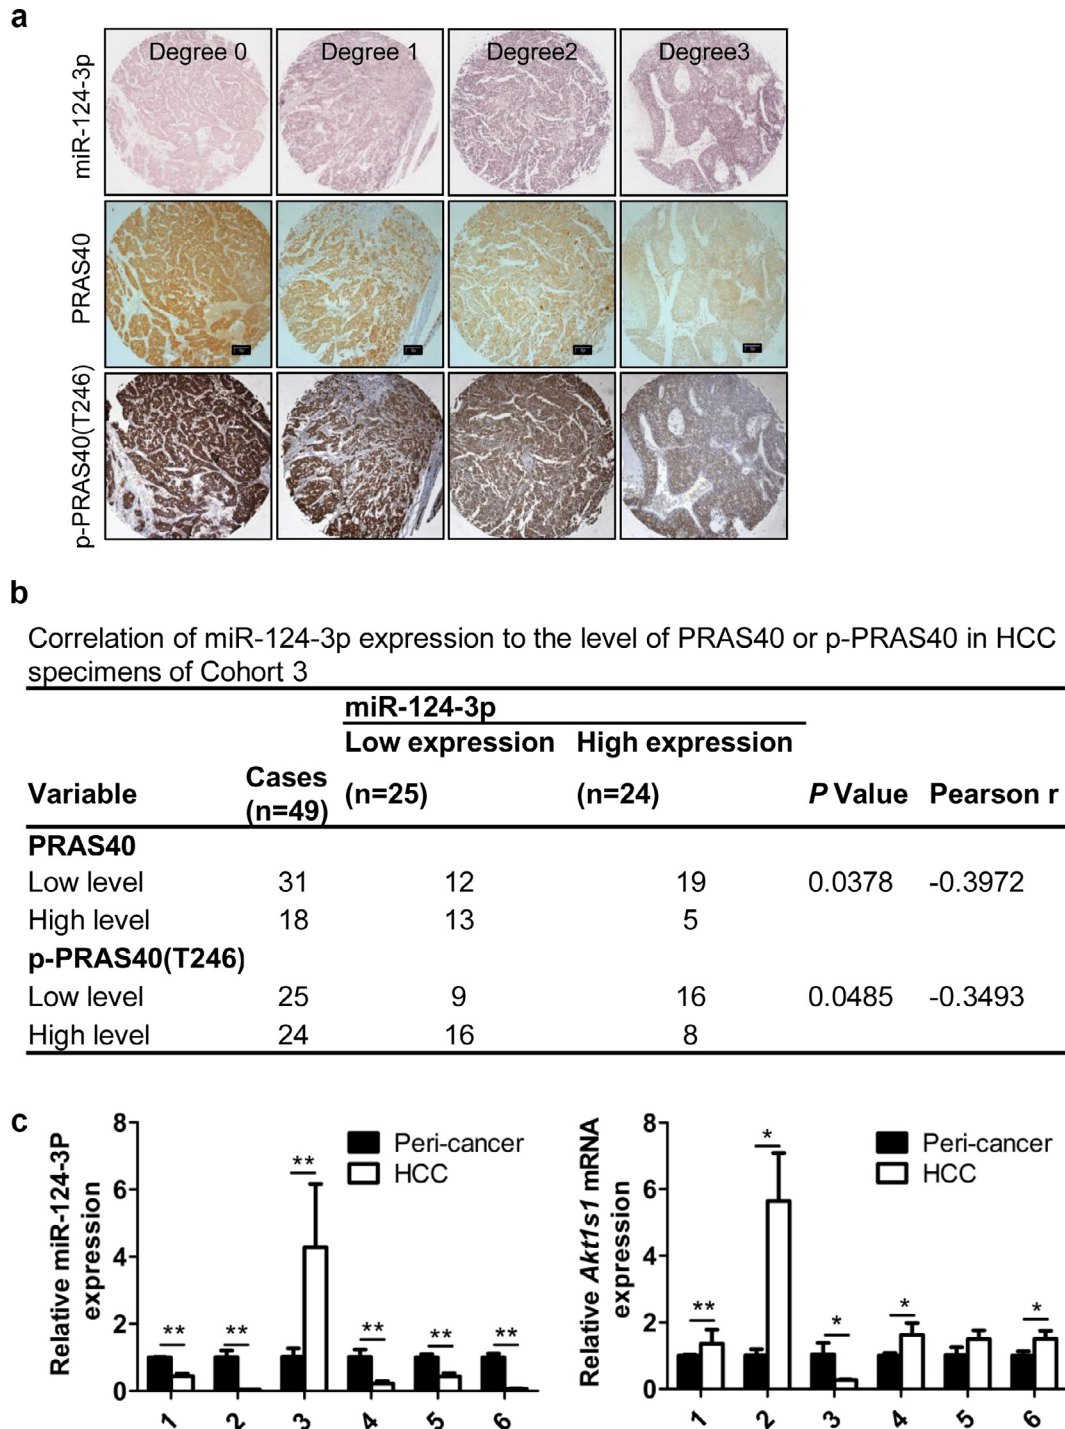 a
Degree 0 Degree 1 Degree2 Degree3
miR-124-3p
PRAS40
p-PRAS40(T246)
b
Correlation of miR-124-3p expression to the level of PRAS40 or p-PRAS40 in HCC
specimens of Cohort 3
miR-124-3p
Low expression High expression
Variable Cases (n=49) (n=25) (n=24) P Value Pearson r
PRAS40
Low level 31 12 19 0.0378 -0.3972
High level 18 13 5
p-PRAS40(T246)
Low level 25 9 16 0.0485 -0.3493
High level 24 16 8
c
Relative miR-124-3P
expression
8
6
4
2
0
Peri-cancer
HCC
** ** ** ** ** **
1 2 3 4 5 6
Relative Akt1s1 mRNA
expression
8
6
4
2
0
Peri-cancer
HCC
** * * * *
1 2 3 4 5 6